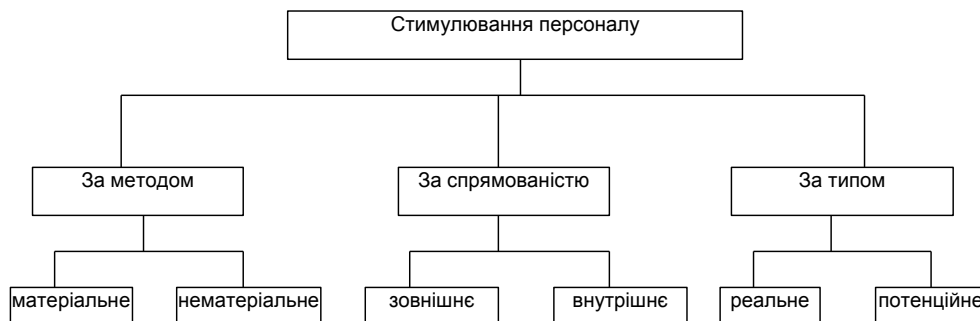 Стимулювання персоналу
За методом
За спрямованістю
За типом
матеріальне
нематеріальне
зовнішнє
внутрішнє
реальне
потенційне